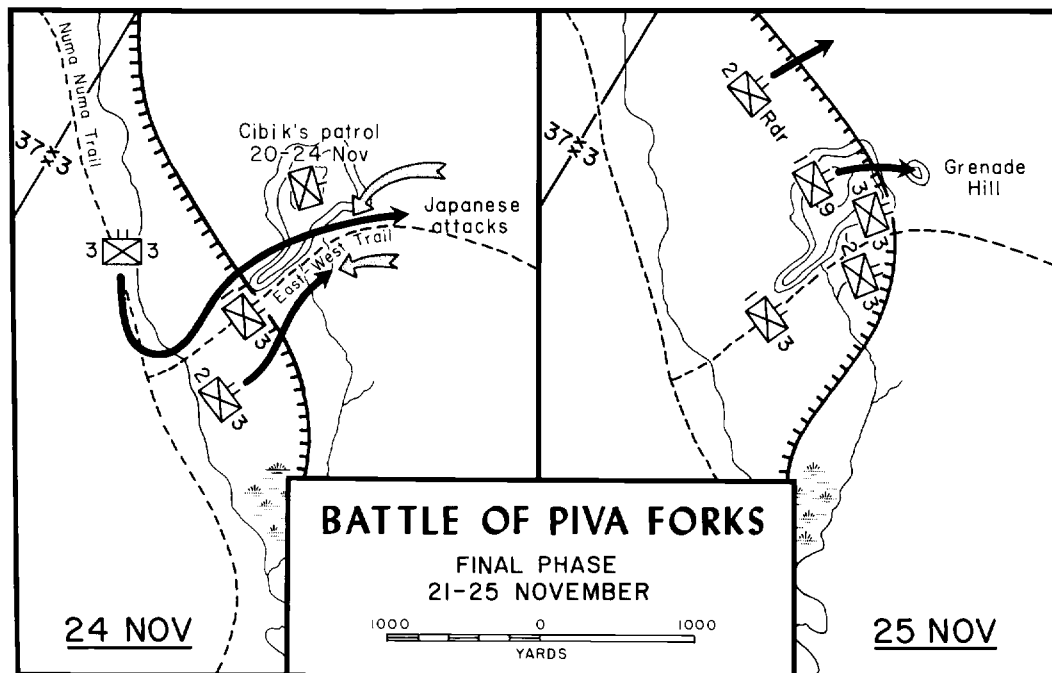 Numa Numa Trail
37 xx 3
Cibik's patrol
20-24 Nov
Japanese
attacks
East-West Trail
3 3
3
2 3
24 NOV
37 xx 3
2 Rdr
9
Grenade
Hill
3 3
2 3
3
25 NOV
BATTLE OF PIVA FORKS
FINAL PHASE
21-25 NOVEMBER
1000 0 1000
YARDS